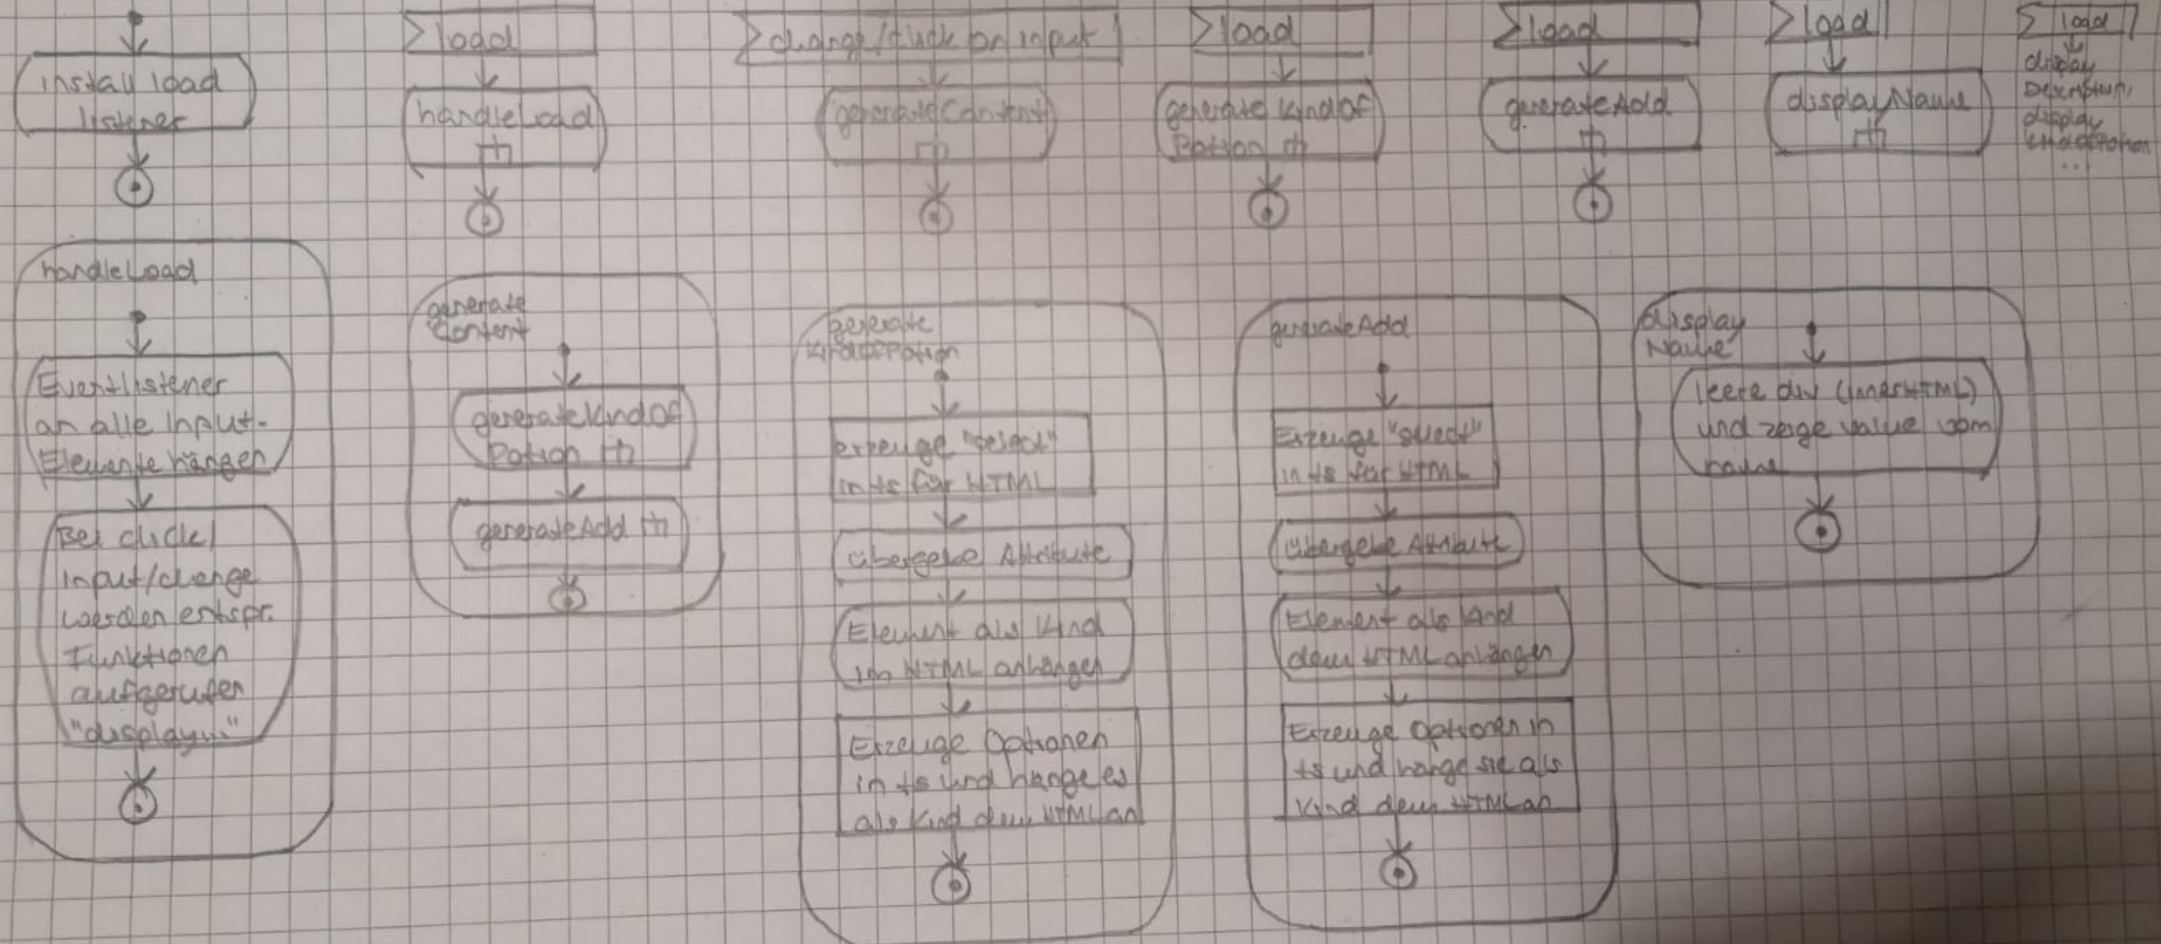 install load
listener
load
handleLoad
change/click on input
generateContent
load
generate KindOf
Potion
load
generateAdd
load
displayName
load
display
Description,
display
KindOfPotion
...
handleLoad
Eventlistener
an alle Input-
Elemente hängen
Bei click/
input/change
werden entspr.
Funktionen
aufgerufen
"display..."
generate
Content
generateKindOf
Potion
generateAdd
generate
KindOfPotion
erzeuge "select"
in ts für HTML
übergebe Attribute
Element als Kind
im HTML anhängen
Erzeuge Optionen
in ts und hänge es
als Kind dem HTML an
generateAdd
Erzeuge "select"
in ts für HTML
übergebe Attribute
Element als Kind
dem HTML anhängen
Erzeuge Optionen in
ts und hänge sie als
Kind dem HTML an
display
Name
leere div (innerHTML)
und zeige value vom
name